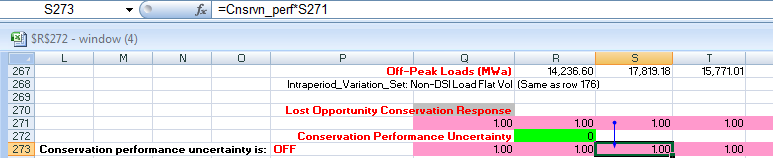 S273 fx =Cnsrvn_perf*S271
$R$272 - window (4)
L M N O P Q R S T
267 Off-Peak Loads (MWa) 14,236.60 17,819.18 15,771.01
268 Intraperiod_Variation_Set: Non-DSI Load Flat Vol (Same as row 176)
269
270 Lost Opportunity Conservation Response
271 1.00 1.00 1.00 1.00
272 Conservation Performance Uncertainty 0
273 Conservation performance uncertainty is: OFF 1.00 1.00 1.00 1.00